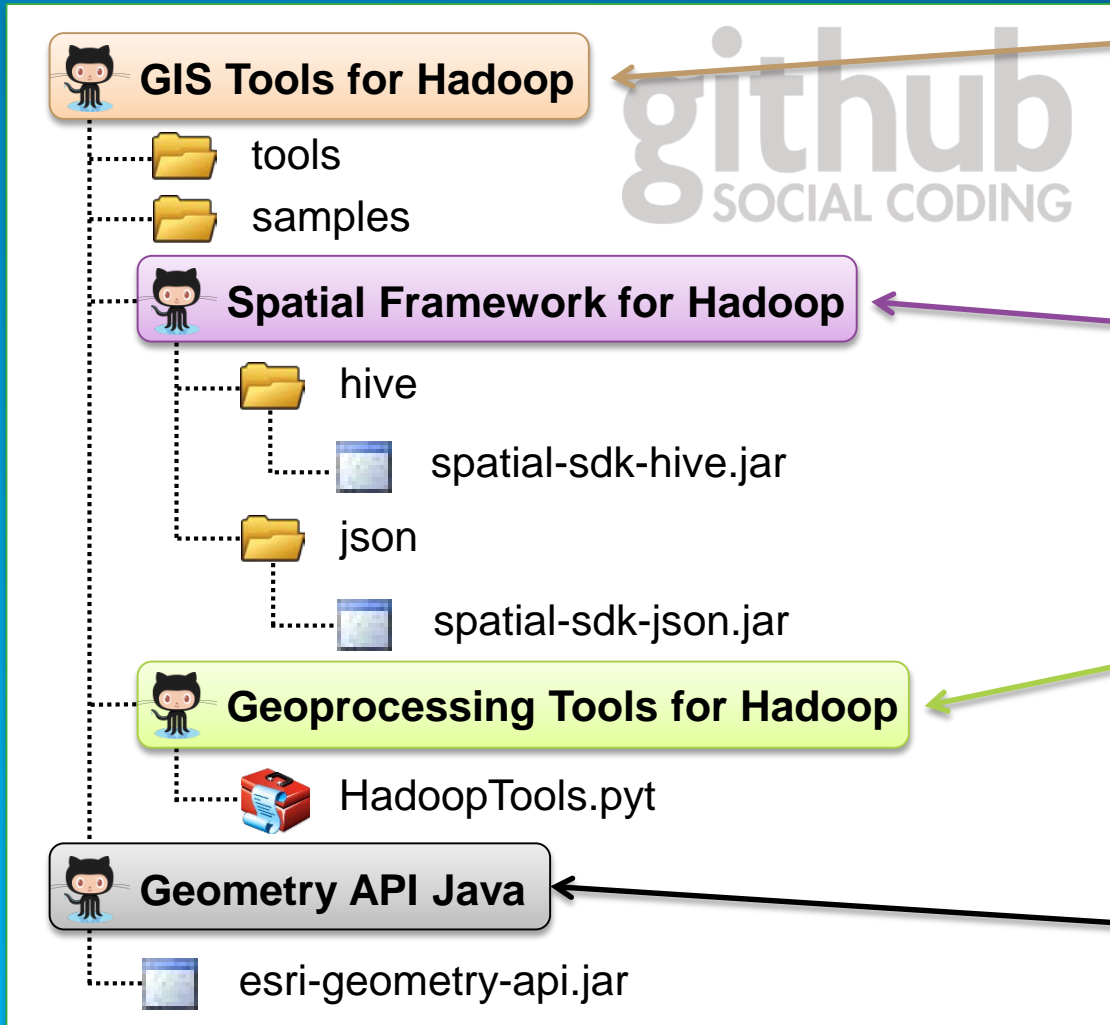 GIS Tools for Hadoop
github
SOCIAL CODING
tools
samples
Spatial Framework for Hadoop
hive
spatial-sdk-hive.jar
json
spatial-sdk-json.jar
Geoprocessing Tools for Hadoop
HadoopTools.pyt
Geometry API Java
esri-geometry-api.jar